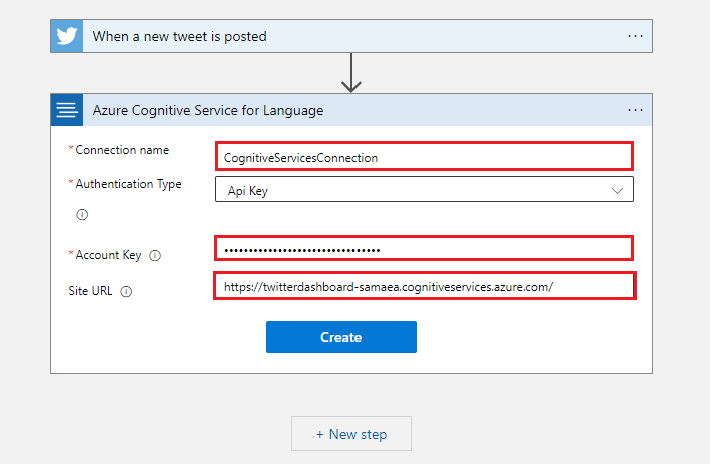 When a new tweet is posted
Azure Cognitive Service for Language
* Connection name
CognitiveServicesConnection
* Authentication Type
Api Key
* Account Key
••••••••••••••••••••••••••••••••
Site URL
https://twitterdashboard-samaea.cognitiveservices.azure.com/
Create
+ New step